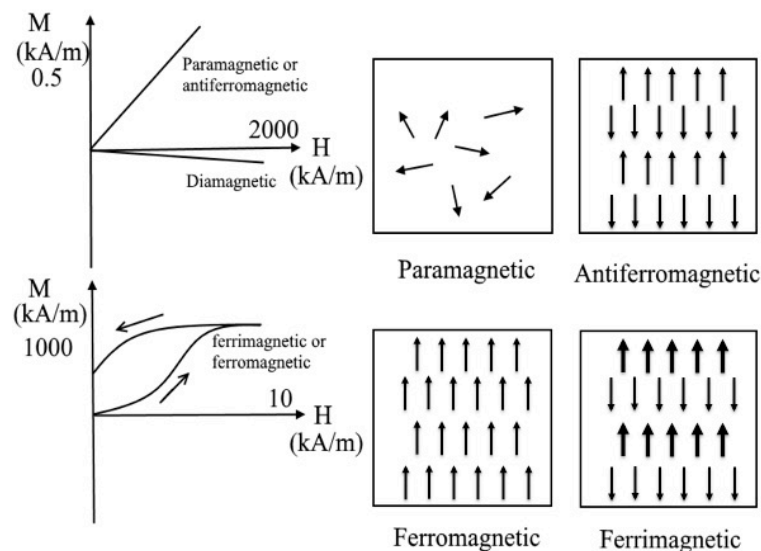 M
(kA/m)
0.5
Paramagnetic or
antiferromagnetic
2000
H
(kA/m)
Diamagnetic
Paramagnetic
Antiferromagnetic
M
(kA/m)
1000
ferrimagnetic or
ferromagnetic
10
H
(kA/m)
Ferromagnetic
Ferrimagnetic